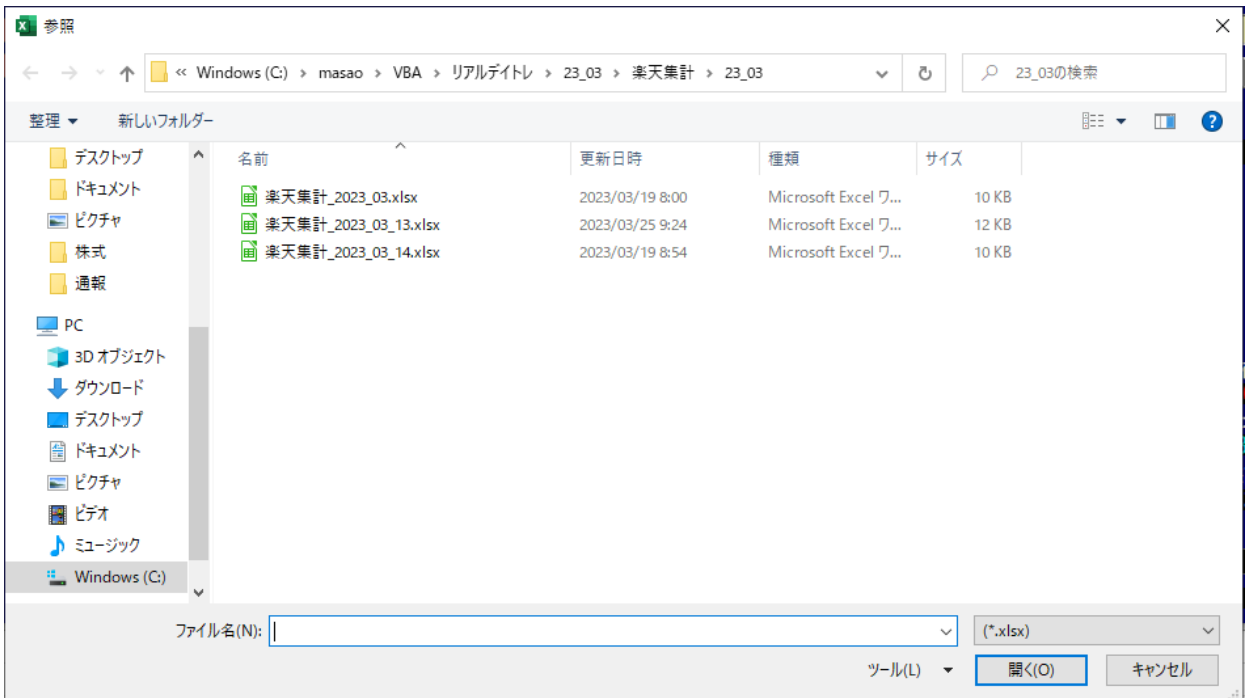 参照
« Windows (C:) › masao › VBA › リアルデイトレ › 23_03 › 楽天集計 › 23_03
23_03の検索
整理 新しいフォルダー
名前 更新日時 種類 サイズ
楽天集計_2023_03.xlsx 2023/03/19 8:00 Microsoft Excel ワ... 10 KB
楽天集計_2023_03_13.xlsx 2023/03/25 9:24 Microsoft Excel ワ... 12 KB
楽天集計_2023_03_14.xlsx 2023/03/19 8:54 Microsoft Excel ワ... 10 KB
デスクトップ
ドキュメント
ピクチャ
株式
通報
PC
3D オブジェクト
ダウンロード
デスクトップ
ドキュメント
ピクチャ
ビデオ
ミュージック
Windows (C:)
ファイル名(N):
(*.xlsx)
ツール(L) 開く(O) キャンセル